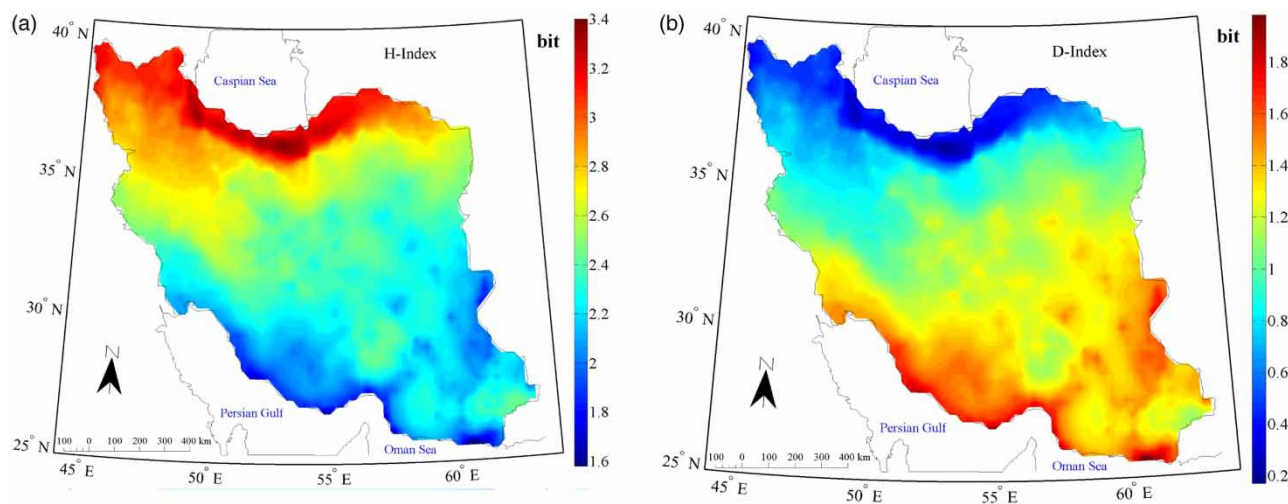 (a)
H-Index
bit
Caspian Sea
Persian Gulf
Oman Sea
N
40° N
35° N
30° N
25° N
45° E
50° E
55° E
60° E
100 0 100 200 300 400 km
3.4
3.2
3
2.8
2.6
2.4
2.2
2
1.8
1.6
(b)
D-Index
bit
Caspian Sea
Persian Gulf
Oman Sea
N
40° N
35° N
30° N
25° N
45° E
50° E
55° E
60° E
100 0 100 200 300 400 km
1.8
1.6
1.4
1.2
1
0.8
0.6
0.4
0.2